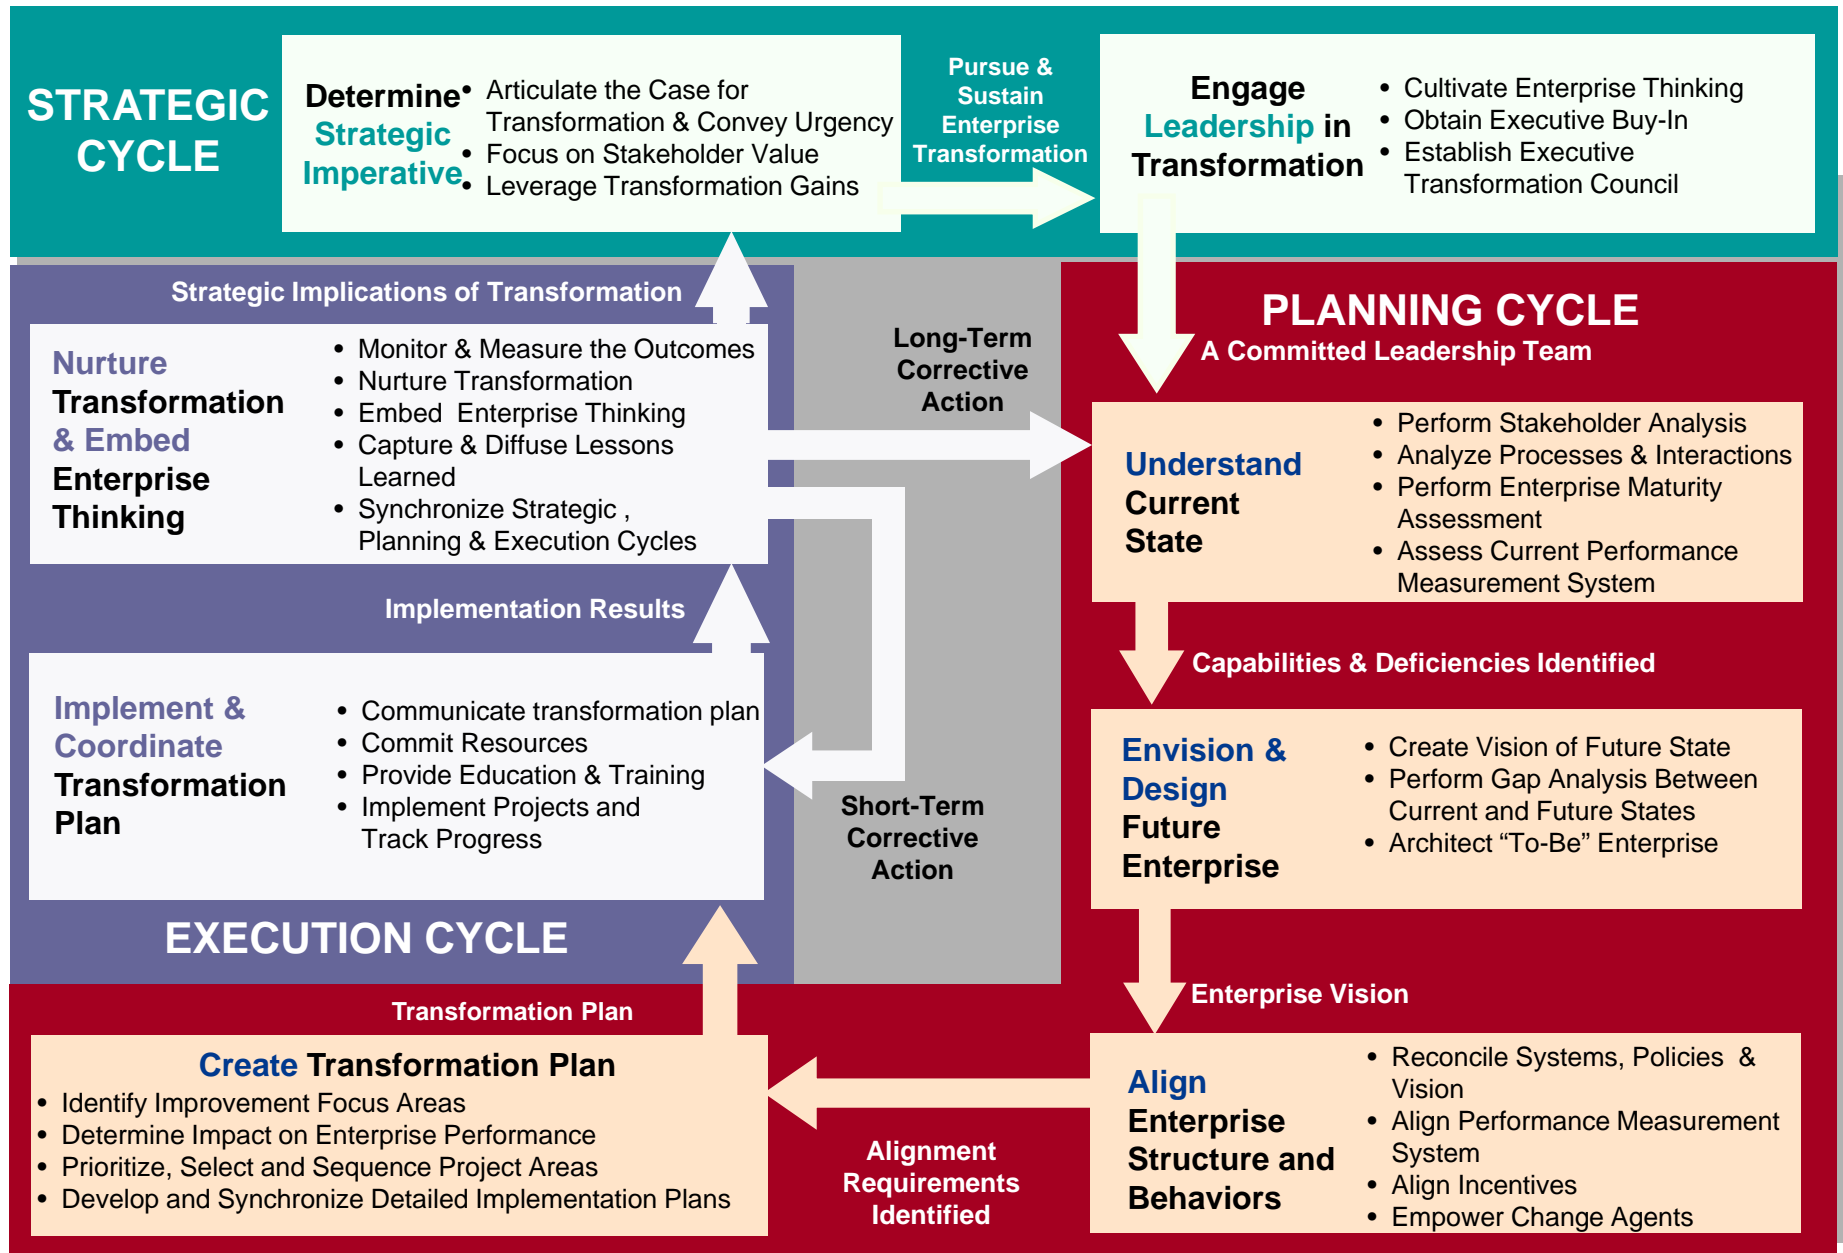 STRATEGIC
CYCLE
Determine
Strategic
Imperative
• Articulate the Case for
Transformation & Convey Urgency
• Focus on Stakeholder Value
• Leverage Transformation Gains
Pursue &
Sustain
Enterprise
Transformation
Engage
Leadership in
Transformation
• Cultivate Enterprise Thinking
• Obtain Executive Buy-In
• Establish Executive
Transformation Council
Strategic Implications of Transformation
Nurture
Transformation
& Embed
Enterprise
Thinking
• Monitor & Measure the Outcomes
• Nurture Transformation
• Embed  Enterprise Thinking
• Capture & Diffuse Lessons
Learned
• Synchronize Strategic ,
Planning & Execution Cycles
Long-Term
Corrective
Action
PLANNING CYCLE
A Committed Leadership Team
Understand
Current
State
• Perform Stakeholder Analysis
• Analyze Processes & Interactions
• Perform Enterprise Maturity
Assessment
• Assess Current Performance
Measurement System
Implementation Results
Capabilities & Deficiencies Identified
Implement &
Coordinate
Transformation
Plan
• Communicate transformation plan
• Commit Resources
• Provide Education & Training
• Implement Projects and
Track Progress
Short-Term
Corrective
Action
Envision &
Design
Future
Enterprise
• Create Vision of Future State
• Perform Gap Analysis Between
Current and Future States
• Architect “To-Be” Enterprise
EXECUTION CYCLE
Enterprise Vision
Transformation Plan
Create Transformation Plan
• Identify Improvement Focus Areas
• Determine Impact on Enterprise Performance
• Prioritize, Select and Sequence Project Areas
• Develop and Synchronize Detailed Implementation Plans
Alignment
Requirements
Identified
Align
Enterprise
Structure and
Behaviors
• Reconcile Systems, Policies  &
Vision
• Align Performance Measurement
System
• Align Incentives
• Empower Change Agents